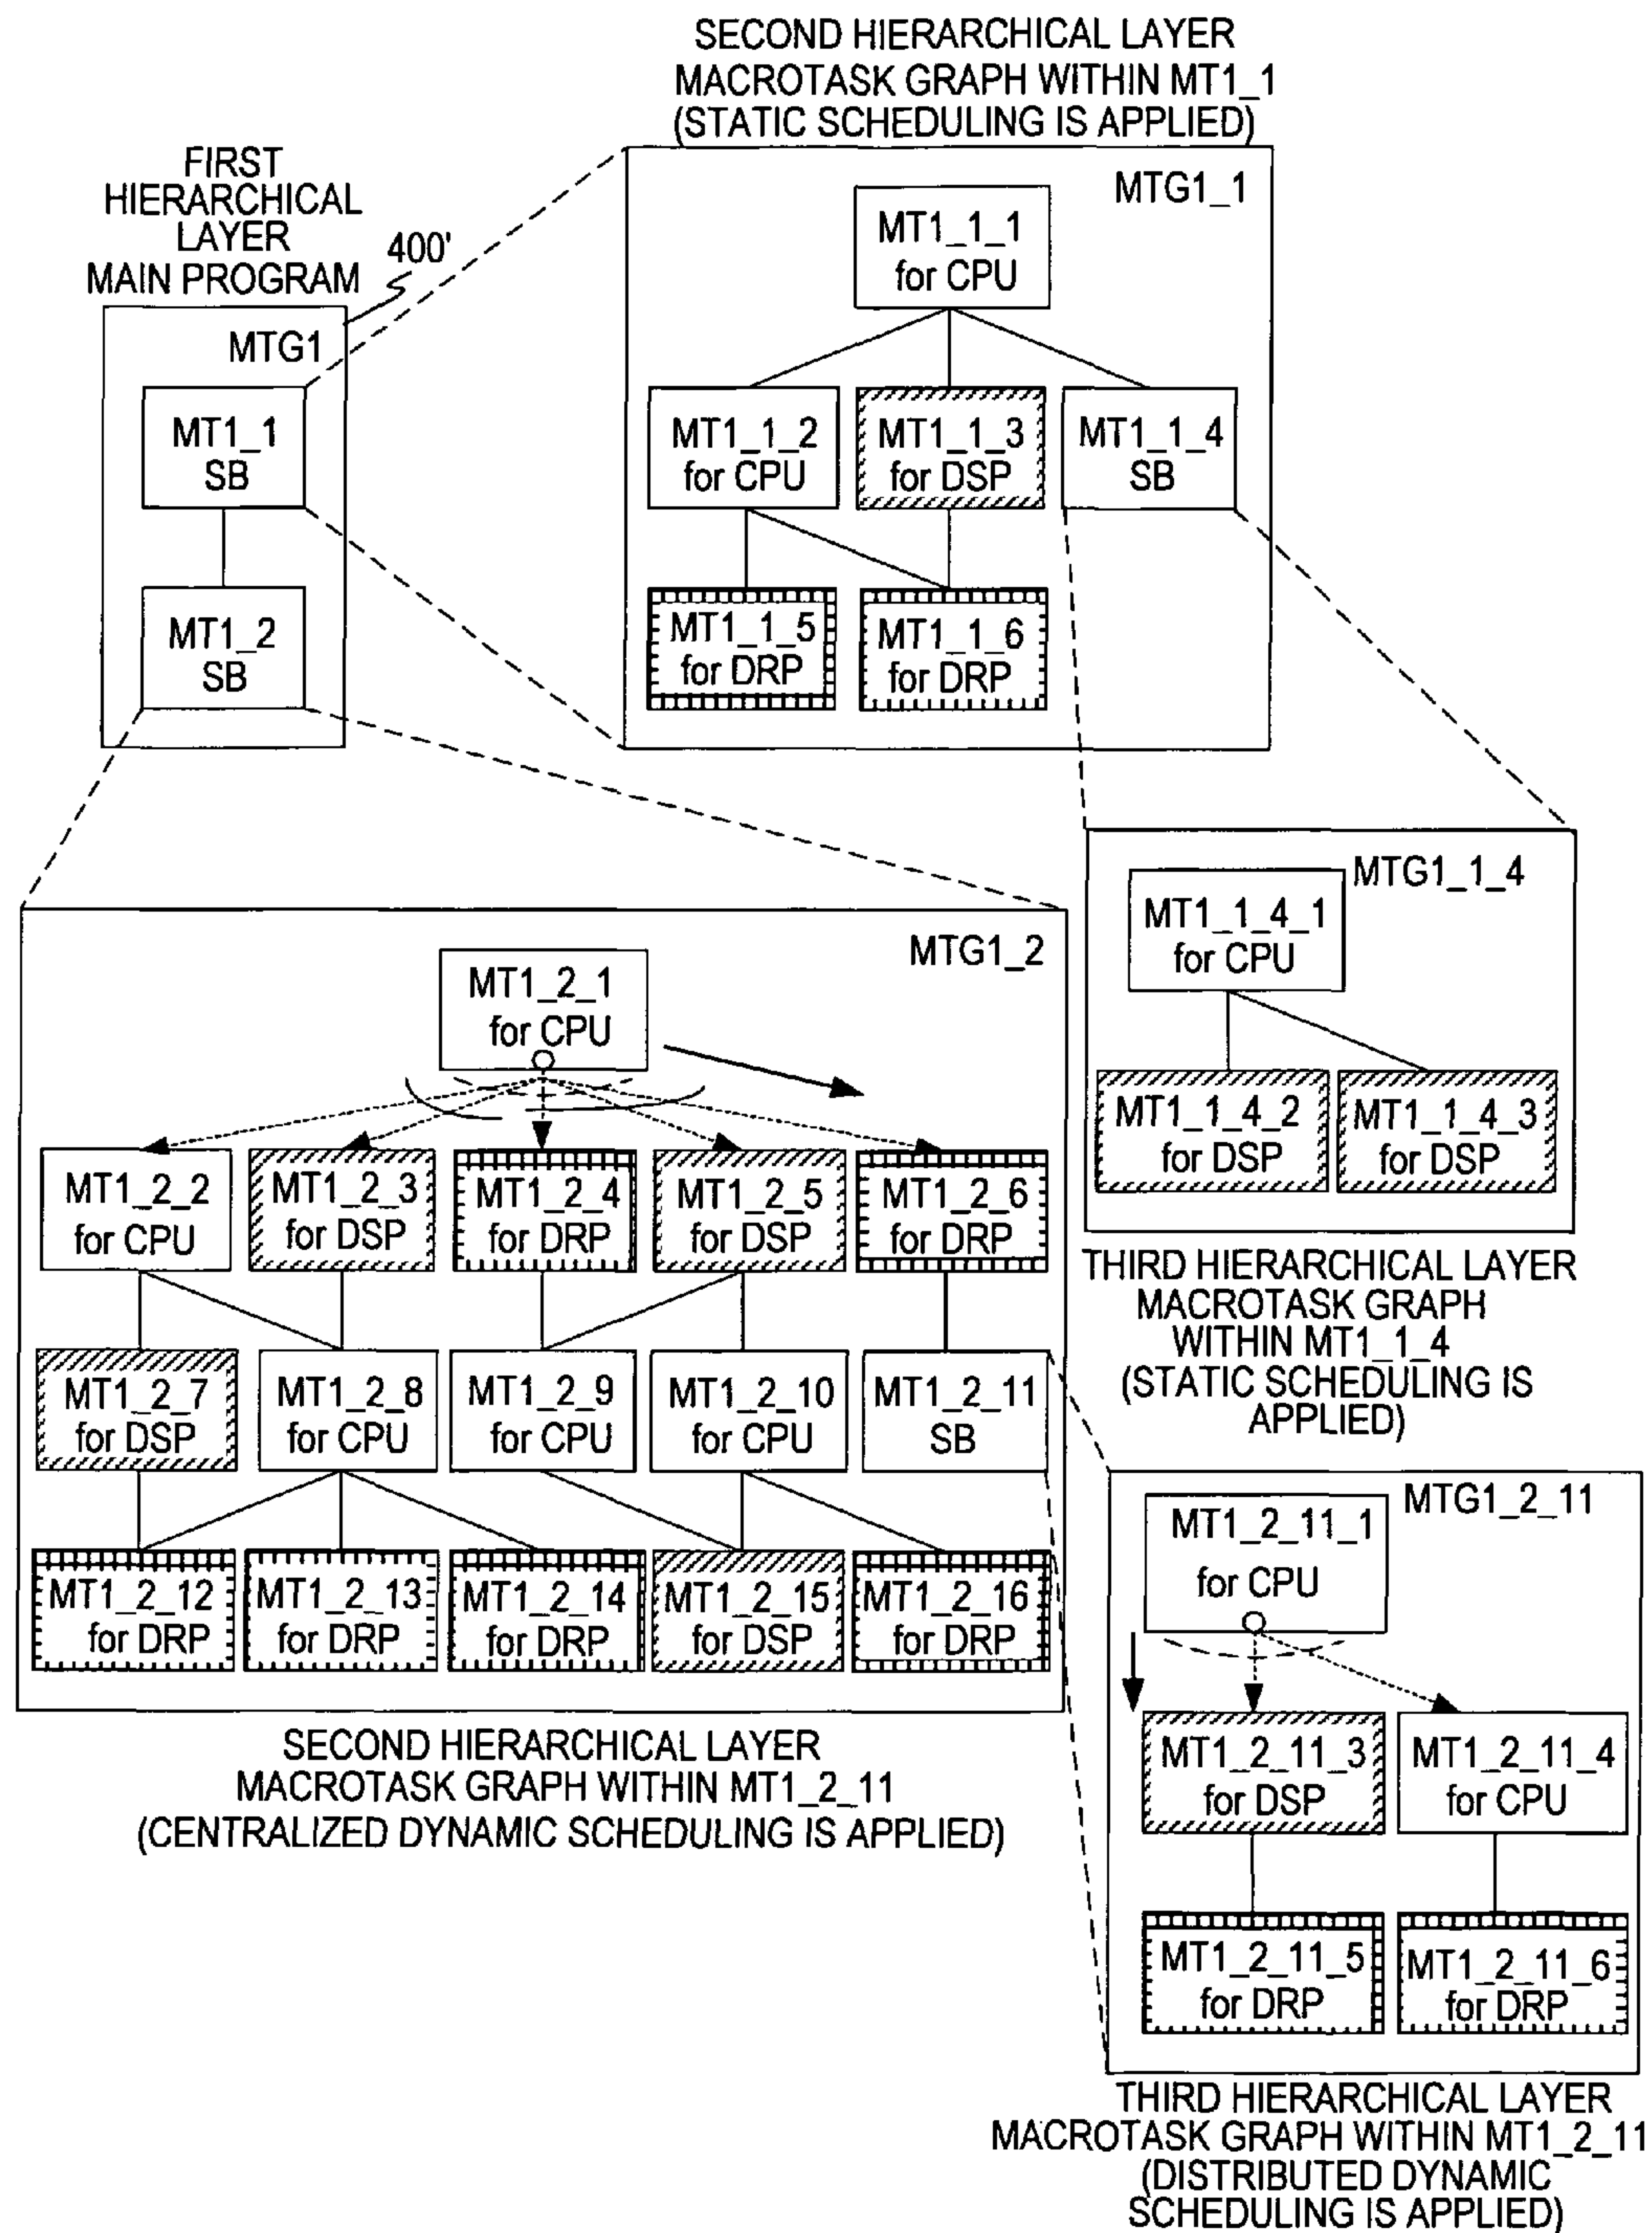 SECOND HIERARCHICAL LAYER
MACROTASK GRAPH WITHIN MT1_1
(STATIC SCHEDULING IS APPLIED)
FIRST
HIERARCHICAL
LAYER
MAIN PROGRAM
400'
MTG1
MT1_1
SB
MT1_2
SB
MTG1_1
MT1_1_1
for CPU
MT1_1_2
for CPU
MT1_1_3
for DSP
MT1_1_4
SB
MT1_1_5
for DRP
MT1_1_6
for DRP
MTG1_1_4
MT1_1_4_1
for CPU
MT1_1_4_2
for DSP
MT1_1_4_3
for DSP
THIRD HIERARCHICAL LAYER
MACROTASK GRAPH
WITHIN MT1_1_4
(STATIC SCHEDULING IS
APPLIED)
MTG1_2
MT1_2_1
for CPU
MT1_2_2
for CPU
MT1_2_3
for DSP
MT1_2_4
for DRP
MT1_2_5
for DSP
MT1_2_6
for DRP
MT1_2_7
for DSP
MT1_2_8
for CPU
MT1_2_9
for CPU
MT1_2_10
for CPU
MT1_2_11
SB
MT1_2_12
for DRP
MT1_2_13
for DRP
MT1_2_14
for DRP
MT1_2_15
for DSP
MT1_2_16
for DRP
SECOND HIERARCHICAL LAYER
MACROTASK GRAPH WITHIN MT1_2_11
(CENTRALIZED DYNAMIC SCHEDULING IS APPLIED)
MTG1_2_11
MT1_2_11_1
for CPU
MT1_2_11_3
for DSP
MT1_2_11_4
for CPU
MT1_2_11_5
for DRP
MT1_2_11_6
for DRP
THIRD HIERARCHICAL LAYER
MACROTASK GRAPH WITHIN MT1_2_11
(DISTRIBUTED DYNAMIC
SCHEDULING IS APPLIED)